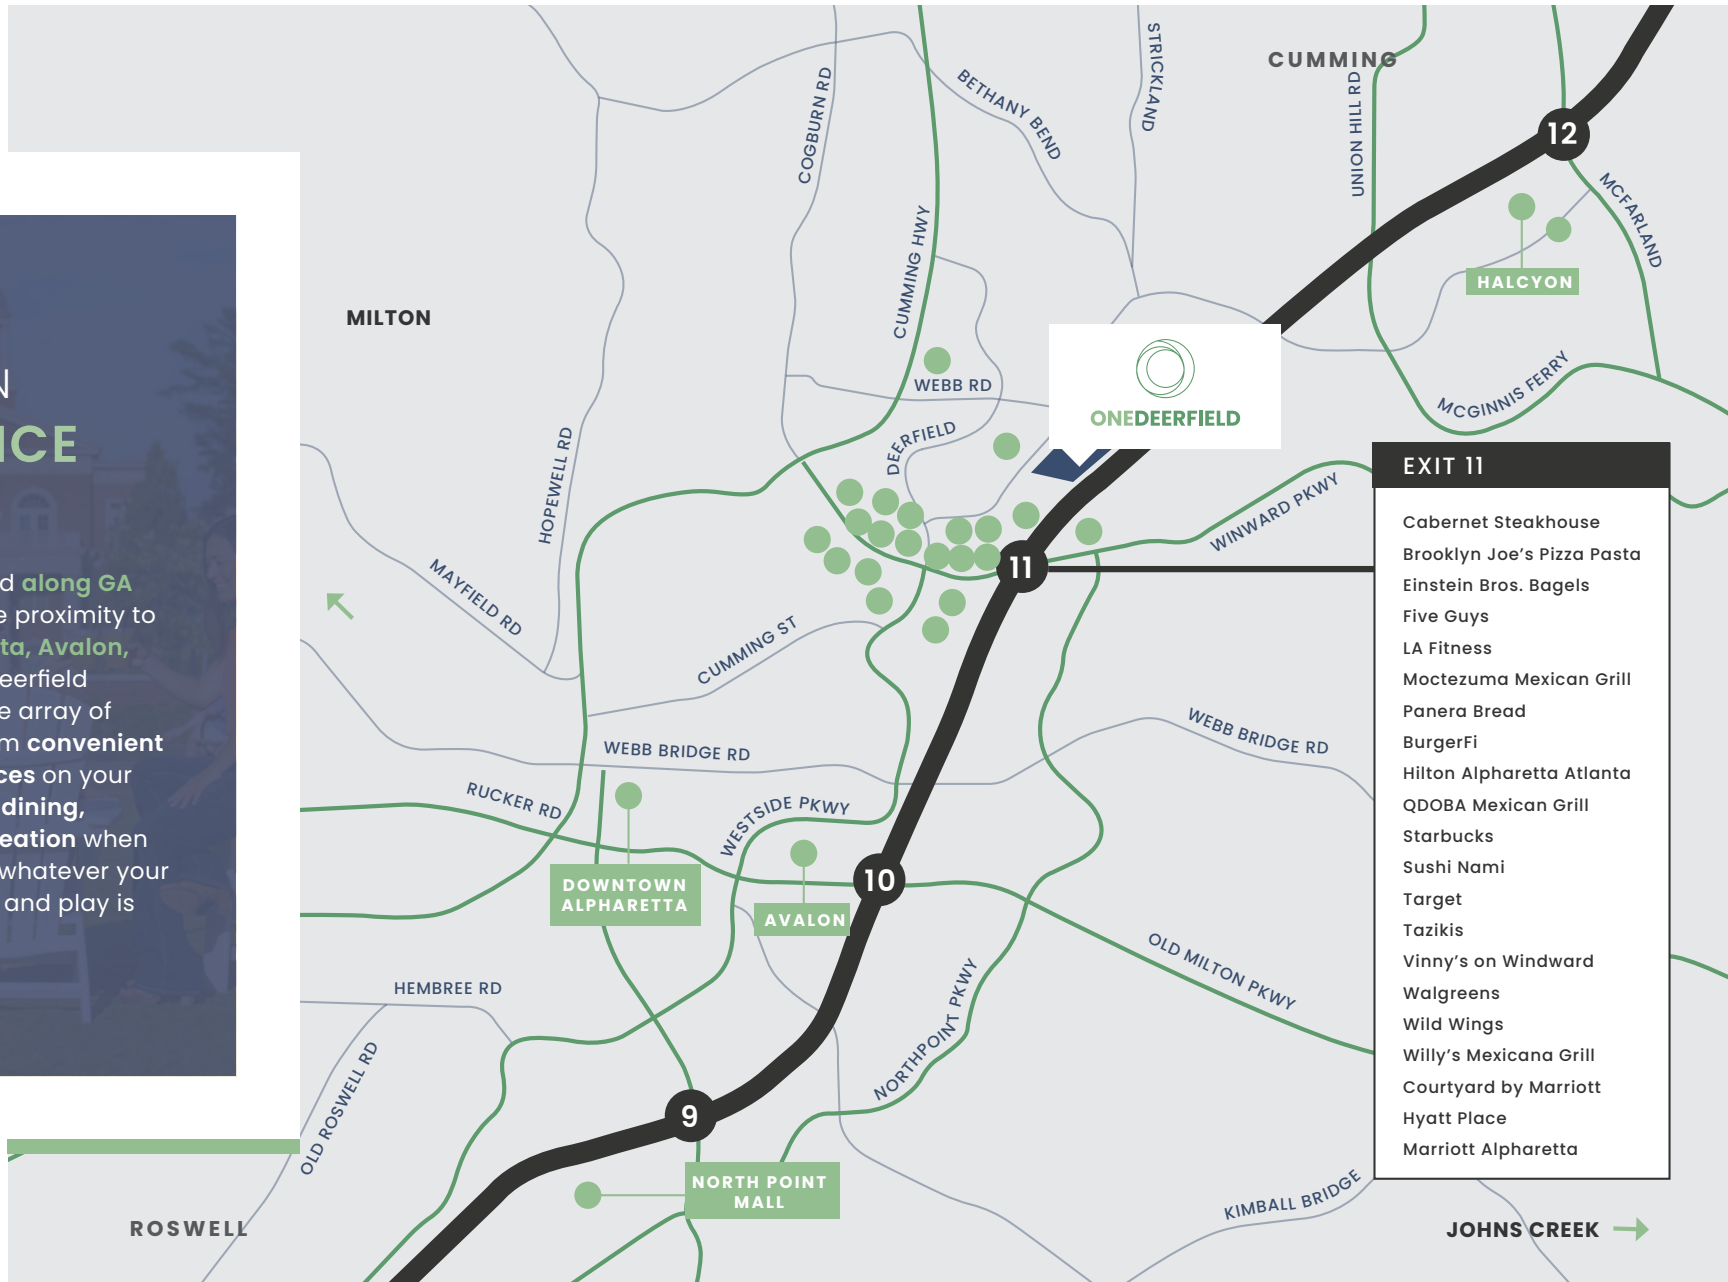 N
ICE
d along GA
e proximity to
ta, Avalon,
eerfield
e array of
m convenient
ces on your
dining,
eation when
whatever your
and play is
CUMMING
STRICKLAND
BETHANY BEND
COGBURN RD
UNION HILL RD
12
MCFARLAND
CUMMING HWY
HALCYON
MILTON
WEBB RD
ONEDEERFIELD
MCGINNIS FERRY
DEERFIELD
HOPEWELL RD
WINWARD PKWY
11
MAYFIELD RD
CUMMING ST
WEBB BRIDGE RD
WEBB BRIDGE RD
RUCKER RD
WESTSIDE PKWY
DOWNTOWN
ALPHARETTA
AVALON
10
OLD MILTON PKWY
HEMBREE RD
NORTHPOINT PKWY
OLD ROSWELL RD
9
NORTH POINT
MALL
KIMBALL BRIDGE
ROSWELL
JOHNS CREEK
EXIT 11
Cabernet Steakhouse
Brooklyn Joe’s Pizza Pasta
Einstein Bros. Bagels
Five Guys
LA Fitness
Moctezuma Mexican Grill
Panera Bread
BurgerFi
Hilton Alpharetta Atlanta
QDOBA Mexican Grill
Starbucks
Sushi Nami
Target
Tazikis
Vinny’s on Windward
Walgreens
Wild Wings
Willy’s Mexicana Grill
Courtyard by Marriott
Hyatt Place
Marriott Alpharetta